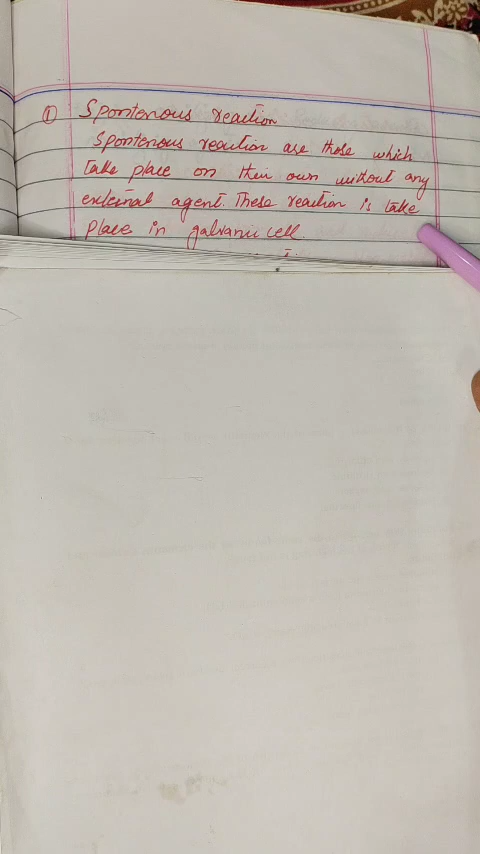 ① Spontenous reaction
Spontenous reaction are those which
take place on their own without any
external agent. These reaction is take
place in galvanic cell.